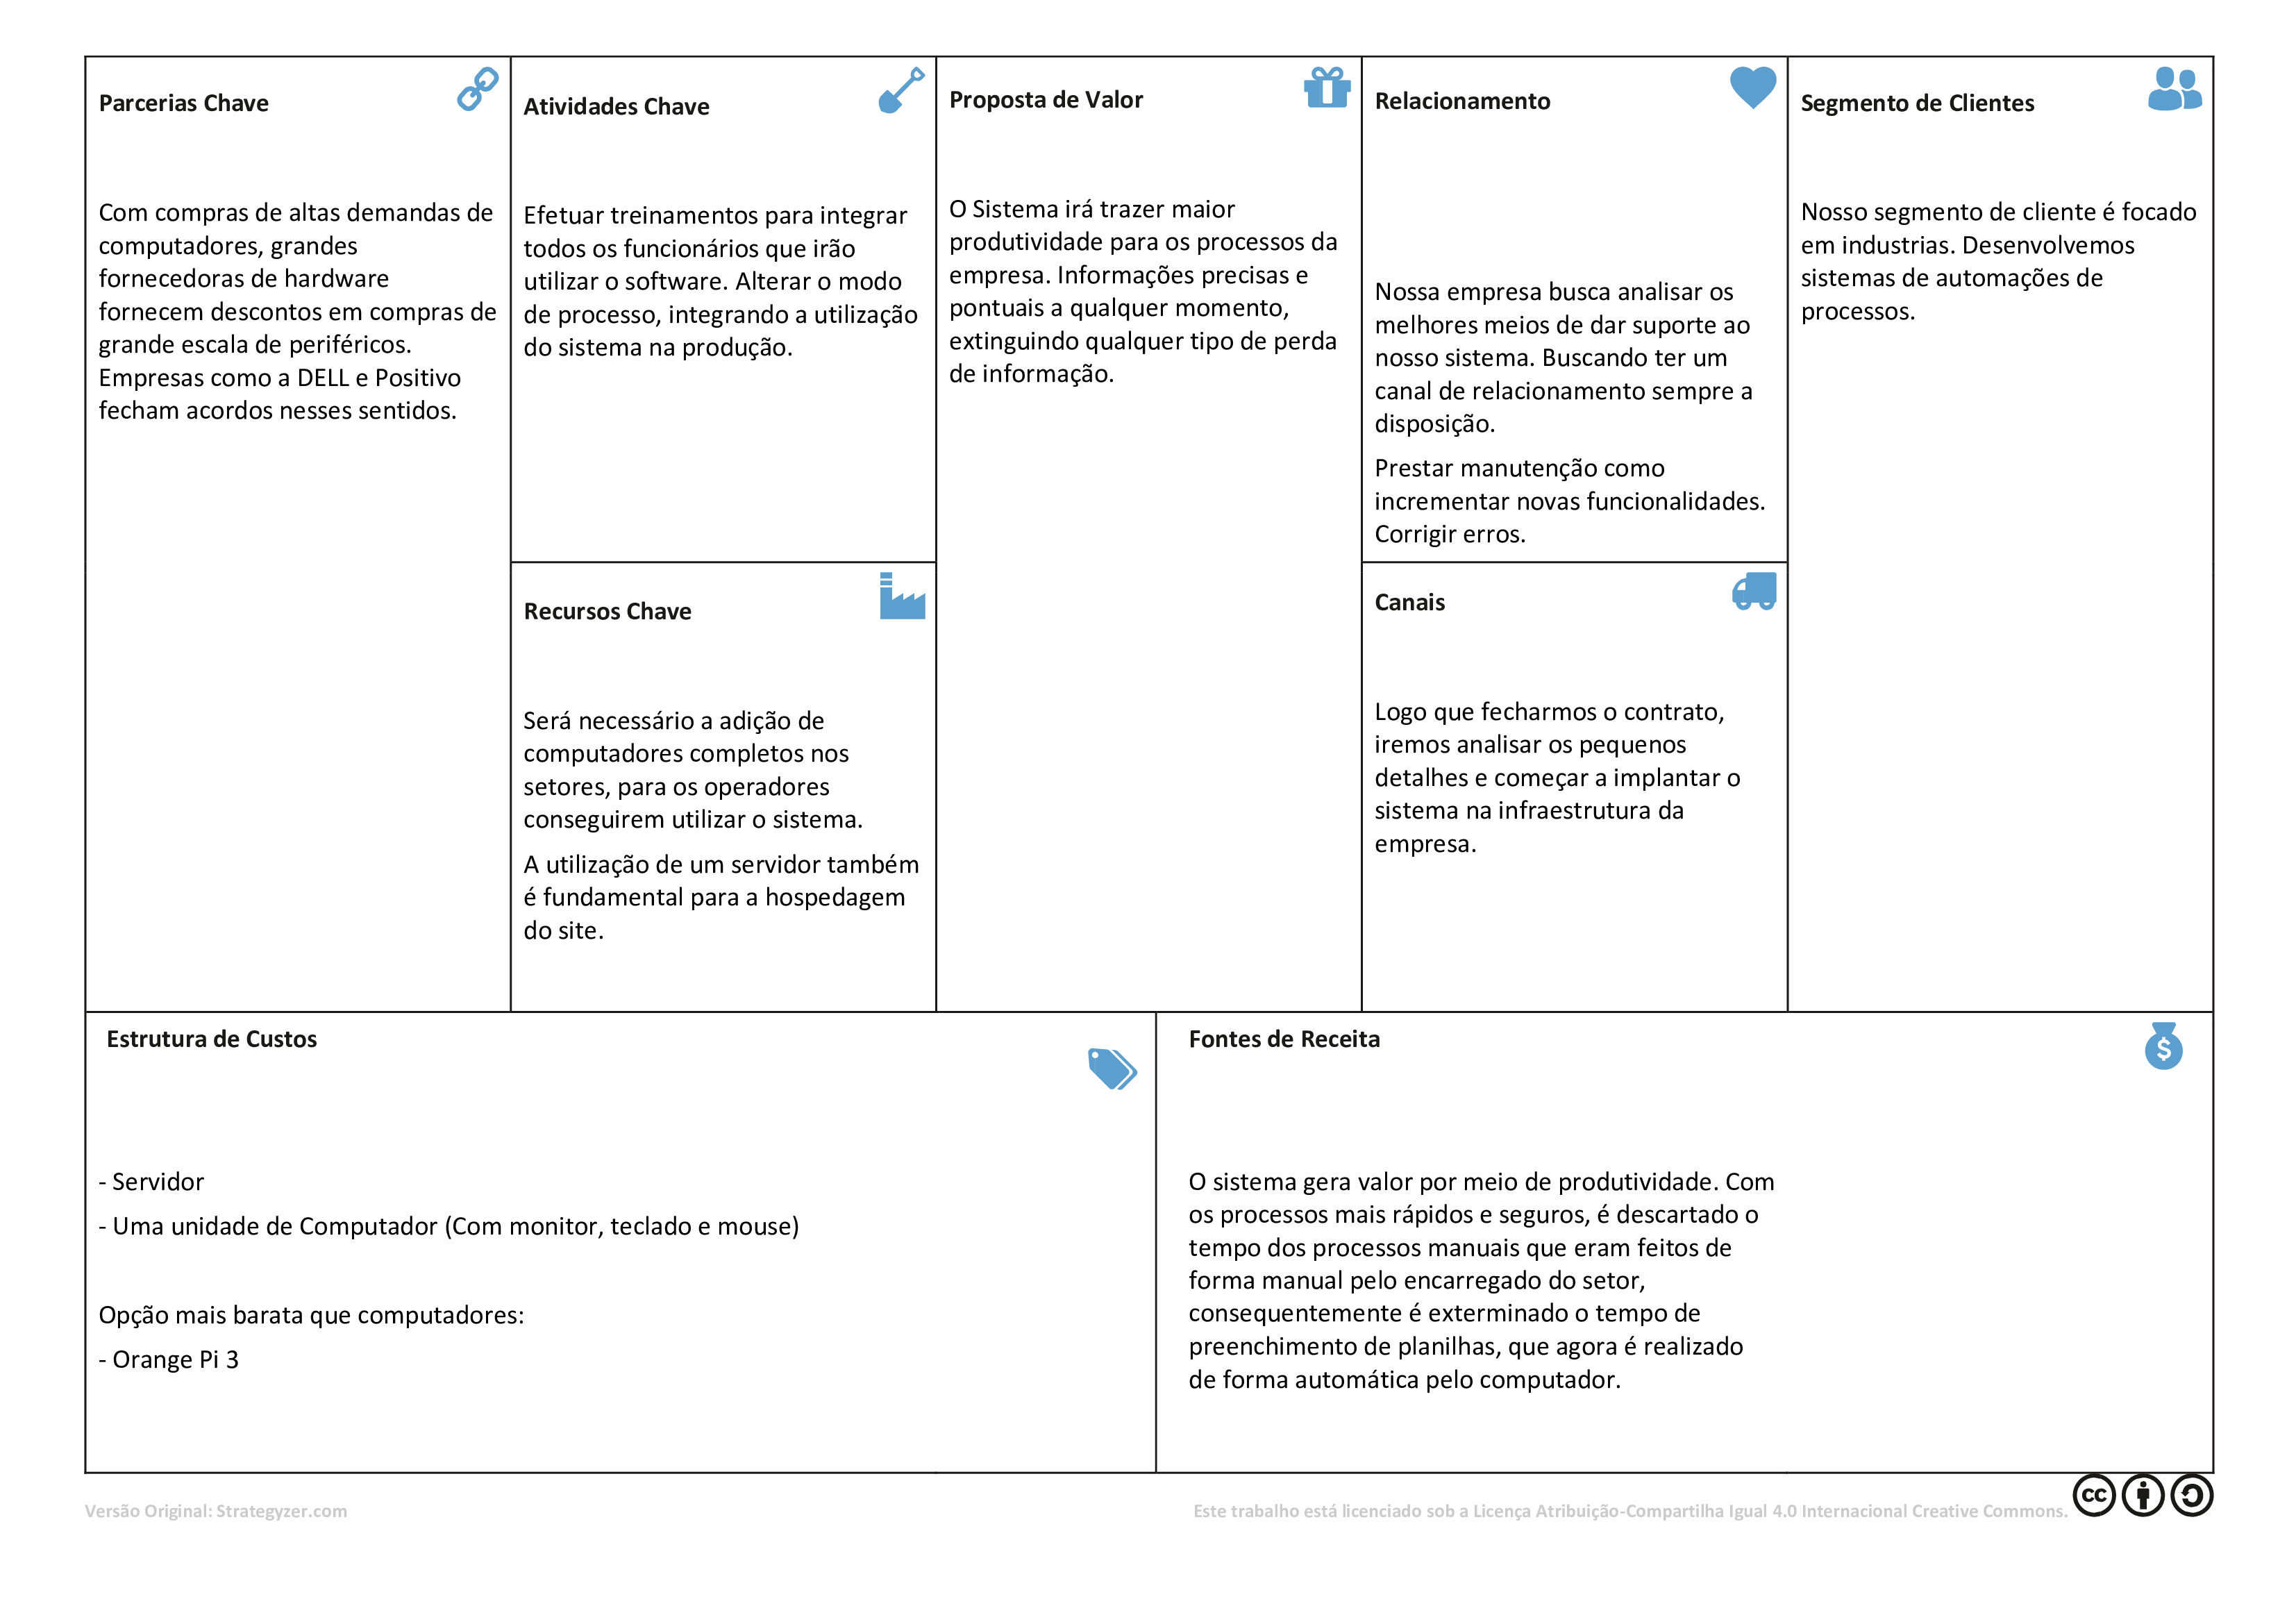 Parcerias Chave
Com compras de altas demandas de
computadores, grandes
fornecedoras de hardware
fornecem descontos em compras de
grande escala de periféricos.
Empresas como a DELL e Positivo
fecham acordos nesses sentidos.
Atividades Chave
Efetuar treinamentos para integrar
todos os funcionários que irão
utilizar o software. Alterar o modo
de processo, integrando a utilização
do sistema na produção.
Recursos Chave
Será necessário a adição de
computadores completos nos
setores, para os operadores
conseguirem utilizar o sistema.
A utilização de um servidor também
é fundamental para a hospedagem
do site.
Proposta de Valor
O Sistema irá trazer maior
produtividade para os processos da
empresa. Informações precisas e
pontuais a qualquer momento,
extinguindo qualquer tipo de perda
de informação.
Relacionamento
Nossa empresa busca analisar os
melhores meios de dar suporte ao
nosso sistema. Buscando ter um
canal de relacionamento sempre a
disposição.
Prestar manutenção como
incrementar novas funcionalidades.
Corrigir erros.
Canais
Logo que fecharmos o contrato,
iremos analisar os pequenos
detalhes e começar a implantar o
sistema na infraestrutura da
empresa.
Segmento de Clientes
Nosso segmento de cliente é focado
em industrias. Desenvolvemos
sistemas de automações de
processos.
Estrutura de Custos
- Servidor
- Uma unidade de Computador (Com monitor, teclado e mouse)
Opção mais barata que computadores:
- Orange Pi 3
Fontes de Receita
$
O sistema gera valor por meio de produtividade. Com
os processos mais rápidos e seguros, é descartado o
tempo dos processos manuais que eram feitos de
forma manual pelo encarregado do setor,
consequentemente é exterminado o tempo de
preenchimento de planilhas, que agora é realizado
de forma automática pelo computador.
Versão Original: Strategyzer.com
Este trabalho está licenciado sob a Licença Atribuição-Compartilha Igual 4.0 Internacional Creative Commons.
cc